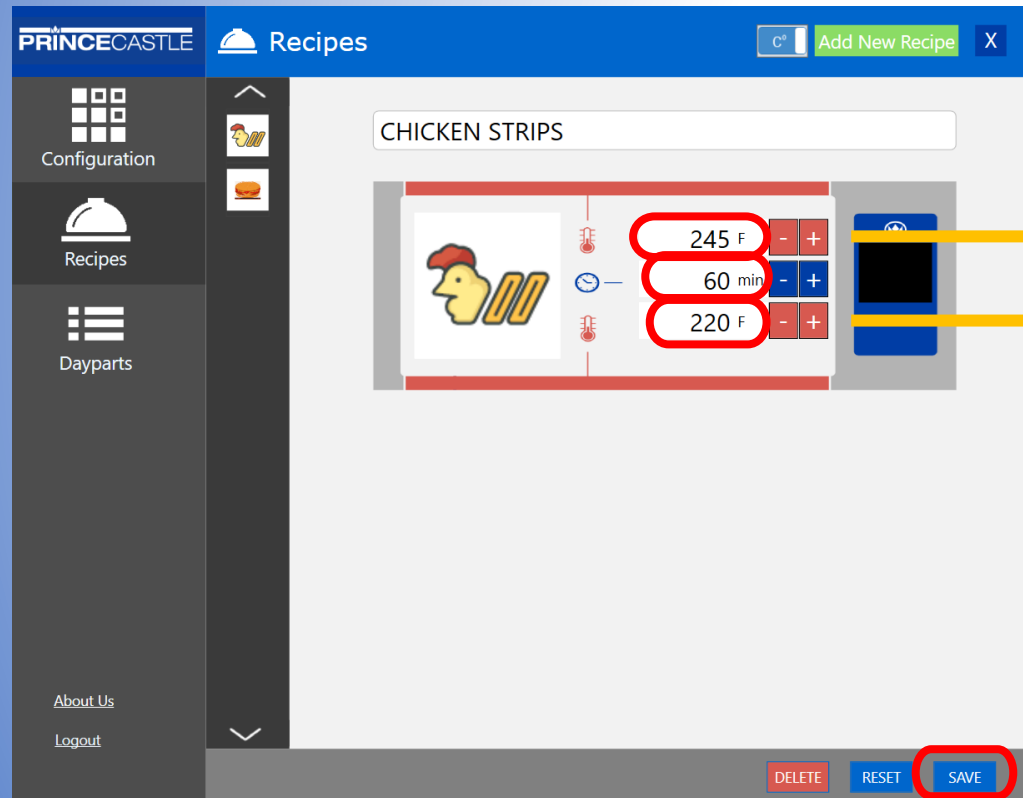 PRINCECASTLE
Recipes
C°
Add New Recipe
X
Configuration
Recipes
Dayparts
About Us
Logout
CHICKEN STRIPS
245 F - +
60 min - +
220 F - +
DELETE
RESET
SAVE